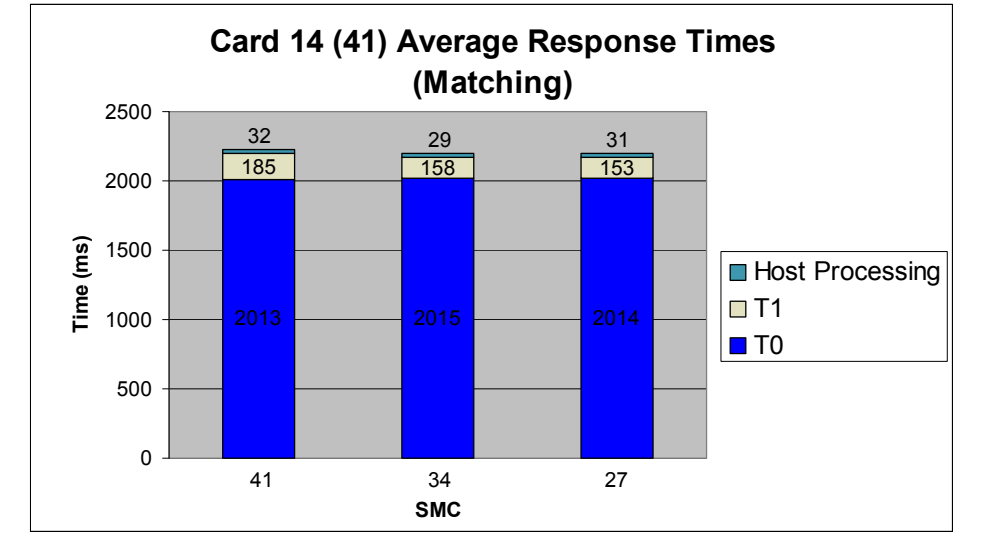 Card 14 (41) Average Response Times
(Matching)
2500
2000
1500
1000
500
0
Time (ms)
32
185
2013
29
158
2015
31
153
2014
41
34
27
SMC
Host Processing
T1
T0